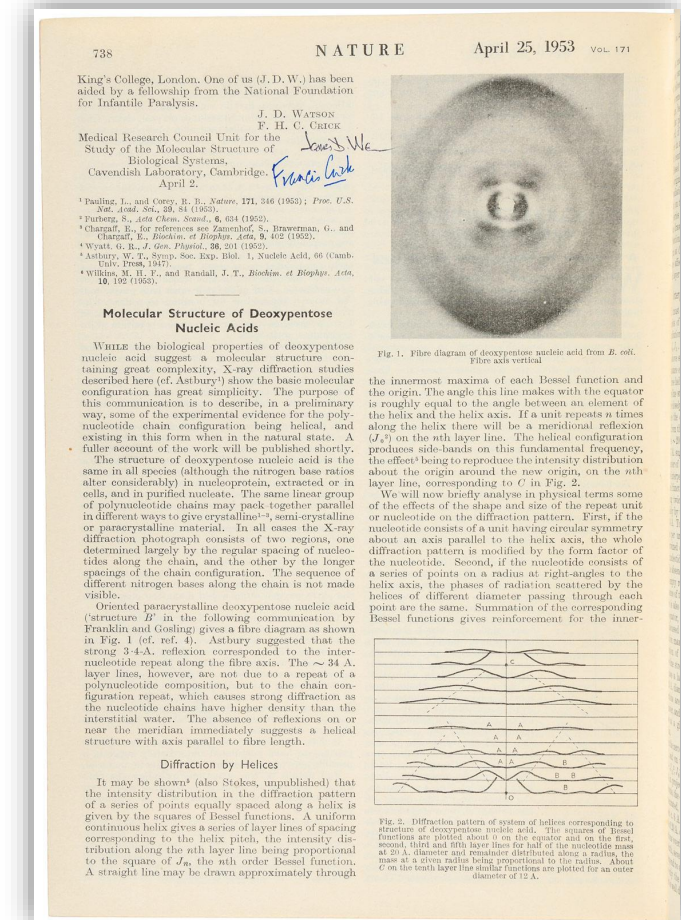 738
NATURE
April 25, 1953 VOL. 171
King's College, London. One of us (J. D. W.) has been
aided by a fellowship from the National Foundation
for Infantile Paralysis.
J. D. WATSON
F. H. C. CRICK
Medical Research Council Unit for the
Study of the Molecular Structure of
Biological Systems,
Cavendish Laboratory, Cambridge.
April 2.
Francis Crick
¹ Pauling, L., and Corey, R. B., Nature, 171, 346 (1953); Proc. U.S.
Nat. Acad. Sci., 39, 84 (1953).
² Furberg, S., Acta Chem. Scand., 6, 634 (1952).
³ Chargaff, E., for references see Zamenhof, S., Brawerman, G., and
Chargaff, E., Biochim. et Biophys. Acta, 9, 402 (1952).
⁴ Wyatt, G. R., J. Gen. Physiol., 36, 201 (1952).
⁵ Astbury, W. T., Symp. Soc. Exp. Biol. 1, Nucleic Acid, 66 (Camb.
Univ. Press, 1947).
⁶ Wilkins, M. H. F., and Randall, J. T., Biochim. et Biophys. Acta,
10, 192 (1953).
Molecular Structure of Deoxypentose
Nucleic Acids
WHILE the biological properties of deoxypentose
nucleic acid suggest a molecular structure con-
taining great complexity, X-ray diffraction studies
described here (cf. Astbury¹) show the basic molecular
configuration has great simplicity. The purpose of
this communication is to describe, in a preliminary
way, some of the experimental evidence for the poly-
nucleotide chain configuration being helical, and
existing in this form when in the natural state. A
fuller account of the work will be published shortly.
The structure of deoxypentose nucleic acid is the
same in all species (although the nitrogen base ratios
alter considerably) in nucleoprotein, extracted or in
cells, and in purified nucleate. The same linear group
of polynucleotide chains may pack together parallel
in different ways to give crystalline¹⁻³, semi-crystalline
or paracrystalline material. In all cases the X-ray
diffraction photograph consists of two regions, one
determined largely by the regular spacing of nucleo-
tides along the chain, and the other by the longer
spacings of the chain configuration. The sequence of
different nitrogen bases along the chain is not made
visible.
Oriented paracrystalline deoxypentose nucleic acid
('structure B' in the following communication by
Franklin and Gosling) gives a fibre diagram as shown
in Fig. 1 (cf. ref. 4). Astbury suggested that the
strong 3·4-A. reflexion corresponded to the inter-
nucleotide repeat along the fibre axis. The ~ 34 A.
layer lines, however, are not due to a repeat of a
polynucleotide composition, but to the chain con-
figuration repeat, which causes strong diffraction as
the nucleotide chains have higher density than the
interstitial water. The absence of reflexions on or
near the meridian immediately suggests a helical
structure with axis parallel to fibre length.
Diffraction by Helices
It may be shown⁵ (also Stokes, unpublished) that
the intensity distribution in the diffraction pattern
of a series of points equally spaced along a helix is
given by the squares of Bessel functions. A uniform
continuous helix gives a series of layer lines of spacing
corresponding to the helix pitch, the intensity dis-
tribution along the nth layer line being proportional
to the square of Jₙ, the nth order Bessel function.
A straight line may be drawn approximately through
Fig. 1. Fibre diagram of deoxypentose nucleic acid from B. coli.
Fibre axis vertical
the innermost maxima of each Bessel function and
the origin. The angle this line makes with the equator
is roughly equal to the angle between an element of
the helix and the helix axis. If a unit repeats n times
along the helix there will be a meridional reflexion
(J₀²) on the nth layer line. The helical configuration
produces side-bands on this fundamental frequency,
the effect⁵ being to reproduce the intensity distribution
about the origin around the new origin, on the nth
layer line, corresponding to C in Fig. 2.
We will now briefly analyse in physical terms some
of the effects of the shape and size of the repeat unit
or nucleotide on the diffraction pattern. First, if the
nucleotide consists of a unit having circular symmetry
about an axis parallel to the helix axis, the whole
diffraction pattern is modified by the form factor of
the nucleotide. Second, if the nucleotide consists of
a series of points on a radius at right-angles to the
helix axis, the phases of radiation scattered by the
helices of different diameter passing through each
point are the same. Summation of the corresponding
Bessel functions gives reinforcement for the inner-
C
A A
A A
A A
A A B
B B
B
O
Fig. 2. Diffraction pattern of system of helices corresponding to
structure of deoxypentose nucleic acid. The squares of Bessel
functions are plotted about 0 on the equator and on the first,
second, third and fifth layer lines for half of the nucleotide mass
at 20 A. diameter and remainder distributed along a radius, the
mass at a given radius being proportional to the radius. About
C on the tenth layer line similar functions are plotted for an outer
diameter of 12 A.